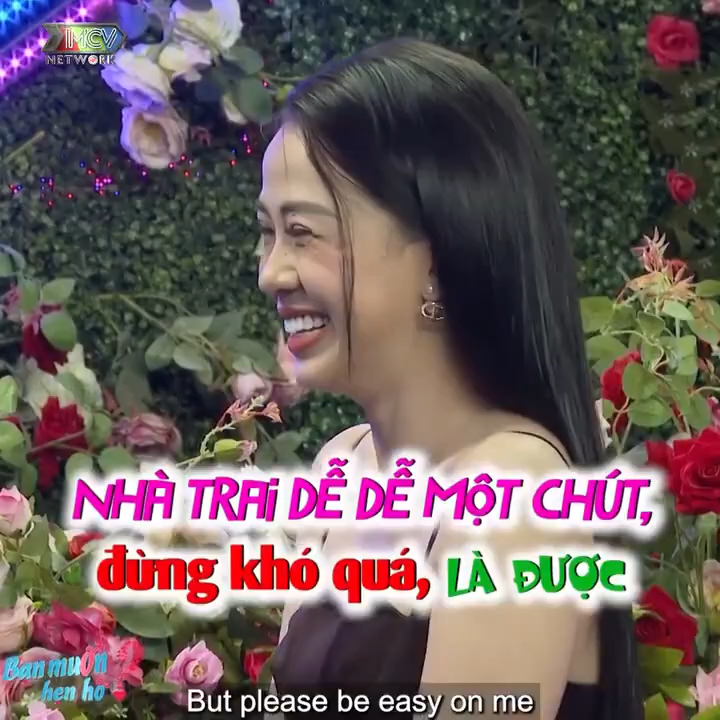 MCV
NETWORK
NHÀ TRAI DỄ DỄ MỘT CHÚT,
đừng khó quá, LÀ ĐƯỢC
Bạn muốn
hẹn hò
But please be easy on me